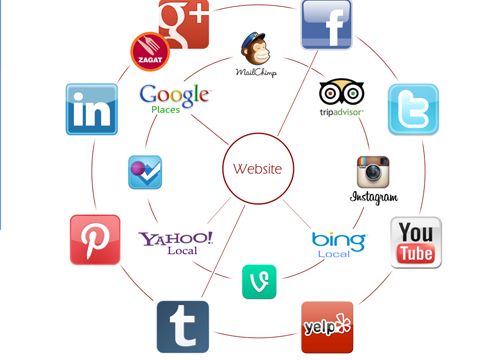 g+
f
ZAGAT
MailChimp
in
Google
Places
tripadvisor
t
Website
Instagram
P
YAHOO!
Local
bing
Local
You
Tube
V
t
yelp